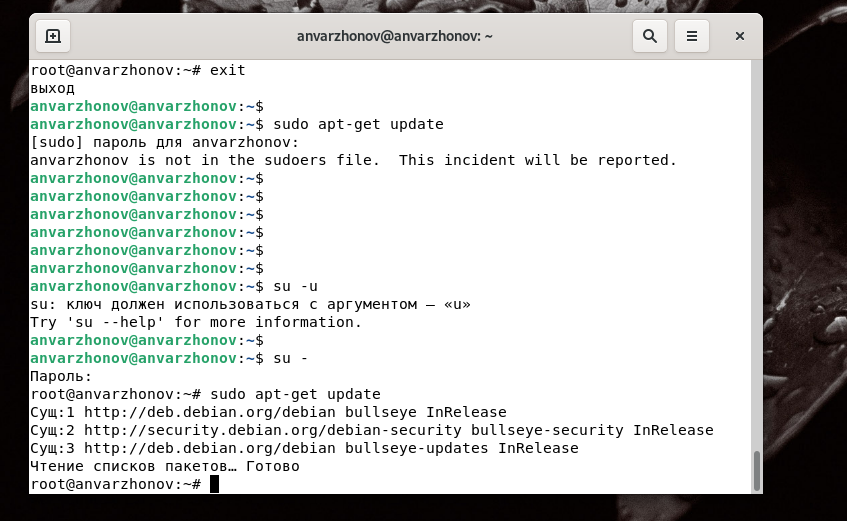 anvarzhonov@anvarzhonov: ~
root@anvarzhonov:~# exit
выход
anvarzhonov@anvarzhonov:~$
anvarzhonov@anvarzhonov:~$ sudo apt-get update
[sudo] пароль для anvarzhonov:
anvarzhonov is not in the sudoers file.  This incident will be reported.
anvarzhonov@anvarzhonov:~$
anvarzhonov@anvarzhonov:~$
anvarzhonov@anvarzhonov:~$
anvarzhonov@anvarzhonov:~$
anvarzhonov@anvarzhonov:~$
anvarzhonov@anvarzhonov:~$
anvarzhonov@anvarzhonov:~$ su -u
su: ключ должен использоваться с аргументом — «u»
Try 'su --help' for more information.
anvarzhonov@anvarzhonov:~$
anvarzhonov@anvarzhonov:~$ su -
Пароль:
root@anvarzhonov:~# sudo apt-get update
Сущ:1 http://deb.debian.org/debian bullseye InRelease
Сущ:2 http://security.debian.org/debian-security bullseye-security InRelease
Сущ:3 http://deb.debian.org/debian bullseye-updates InRelease
Чтение списков пакетов… Готово
root@anvarzhonov:~#